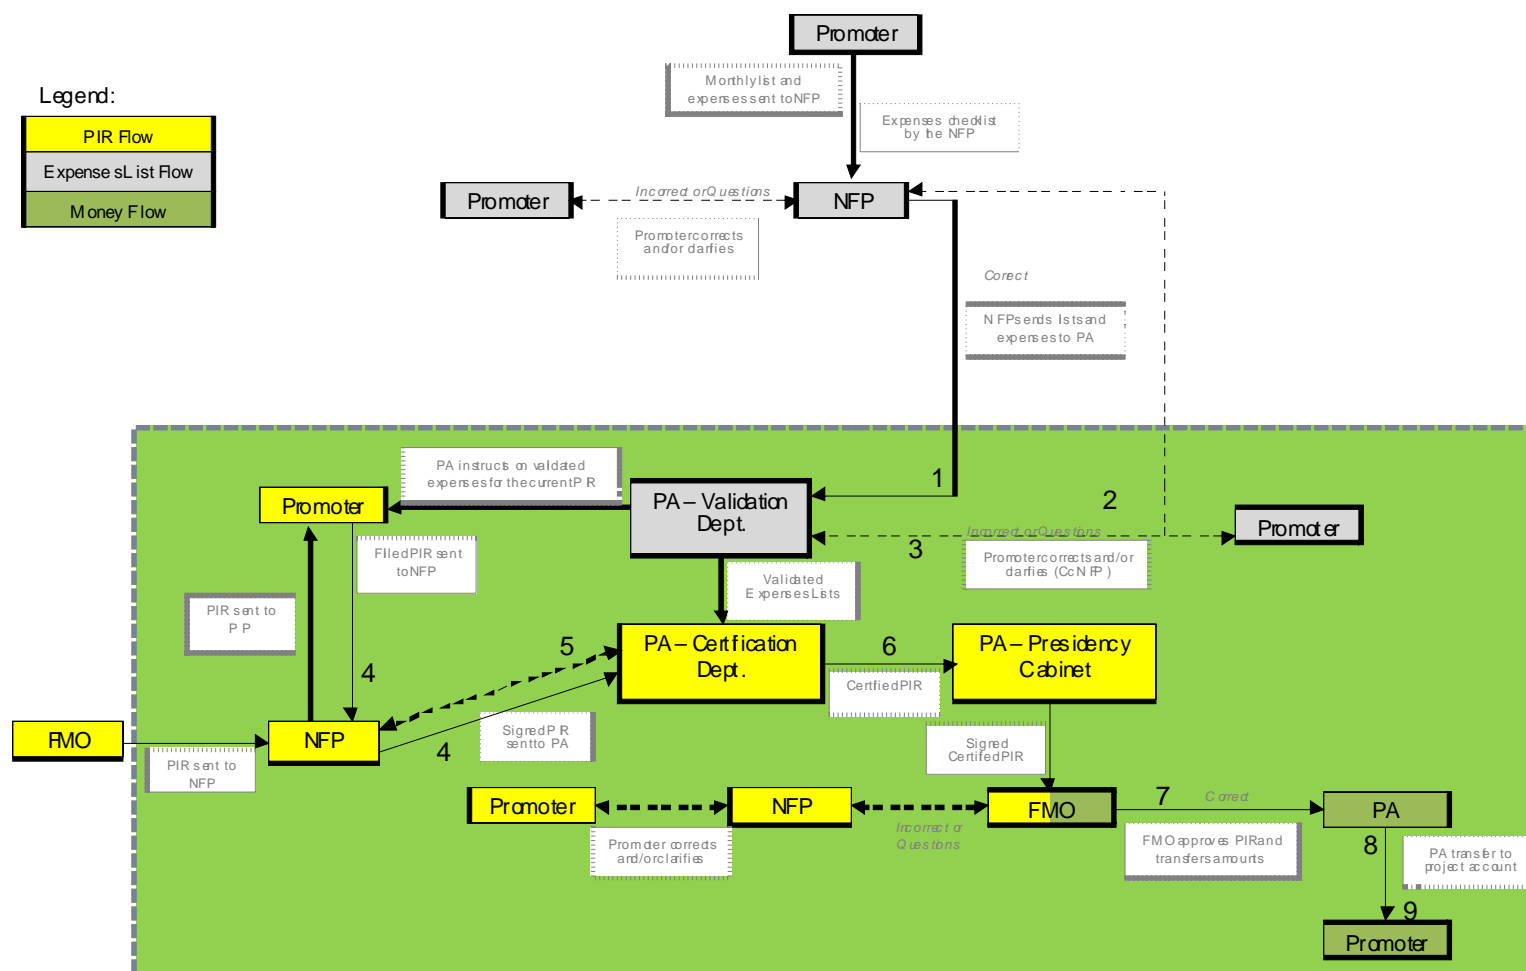 Promoter
Monthly list and
expenses sent to NFP
Legend:
PIR Flow
Expenses List Flow
Money Flow
Expenses checklist
by the NFP
Promoter
Incorrect or Questions
NFP
Promoter corrects
and/or clarifies
Correct
NFP sends lists and
expenses to PA
PA instructs on validated
expenses for the current PIR
1
Promoter
PA – Validation
Dept.
2
Incorrect or Questions
Promoter
3
Filled PIR sent
to NFP
Promoter corrects and/or
clarifies (Cc NFP)
Validated
Expenses Lists
PIR sent to
PP
5
PA – Certification
Dept.
6
PA – Presidency
Cabinet
4
Certified PIR
FMO
NFP
4
Signed PIR
sent to PA
Signed
Certified PIR
PIR sent to
NFP
Promoter
NFP
FMO
7
Correct
PA
Incorrect or
Questions
Promoter corrects
and/or clarifies
FMO approves PIR and
transfers amounts
8
PA transfer to
project account
9
Promoter